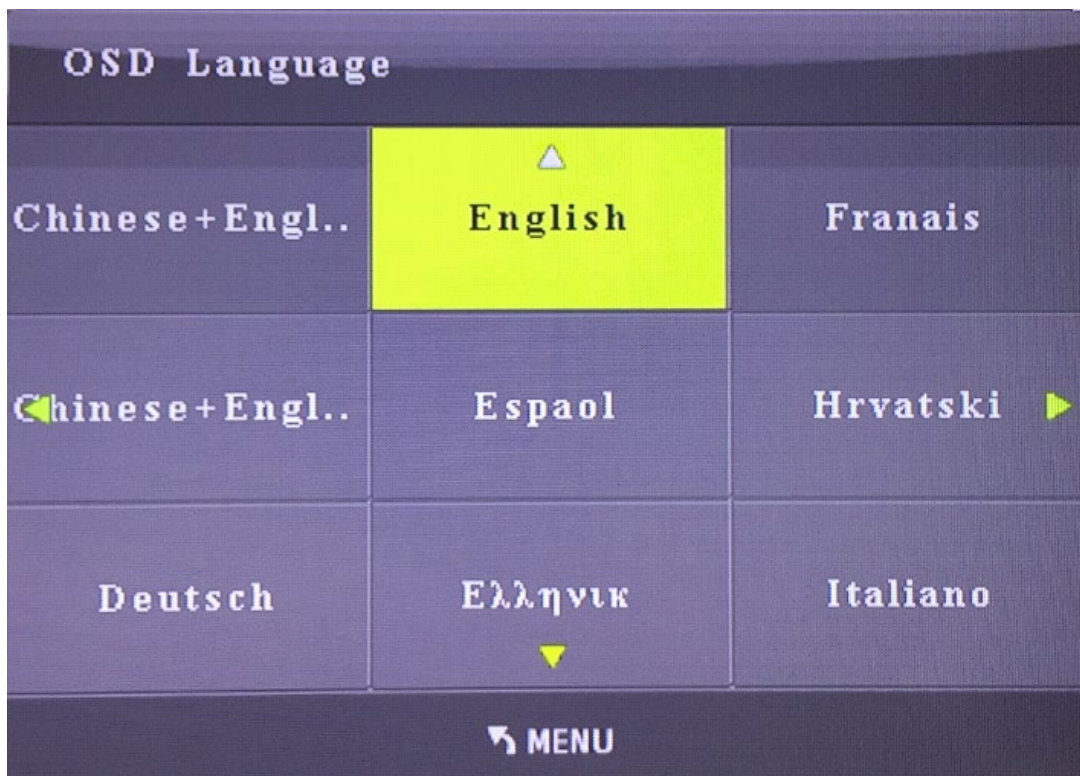 OSD Language
Chinese+Engl..
English
Franais
Chinese+Engl..
Espaol
Hrvatski
Deutsch
Ελληνικ
Italiano
MENU